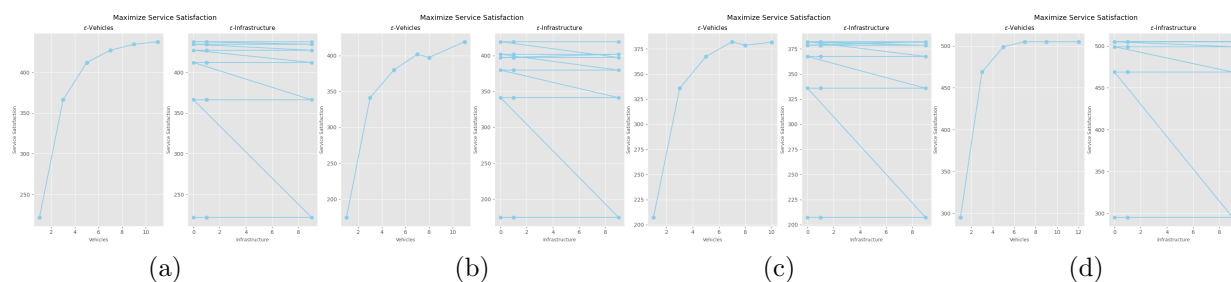 Maximize Service Satisfaction
ε-Vehicles
ε-Infrastructure
Service Satisfaction
400
350
300
250
2 4 6 8 10
Vehicles
Service Satisfaction
400
350
300
250
0 2 4 6 8
Infrastructure
(a)
Maximize Service Satisfaction
ε-Vehicles
ε-Infrastructure
Service Satisfaction
400
350
300
250
200
2 4 6 8 10
Vehicles
Service Satisfaction
400
350
300
250
200
0 2 4 6 8
Infrastructure
(b)
Maximize Service Satisfaction
ε-Vehicles
ε-Infrastructure
Service Satisfaction
375
350
325
300
275
250
225
200
2 4 6 8 10
Vehicles
Service Satisfaction
375
350
325
300
275
250
225
200
0 2 4 6 8
Infrastructure
(c)
Maximize Service Satisfaction
ε-Vehicles
ε-Infrastructure
Service Satisfaction
500
450
400
350
300
2 4 6 8 10 12
Vehicles
Service Satisfaction
500
450
400
350
300
0 2 4 6 8
Infrastructure
(d)